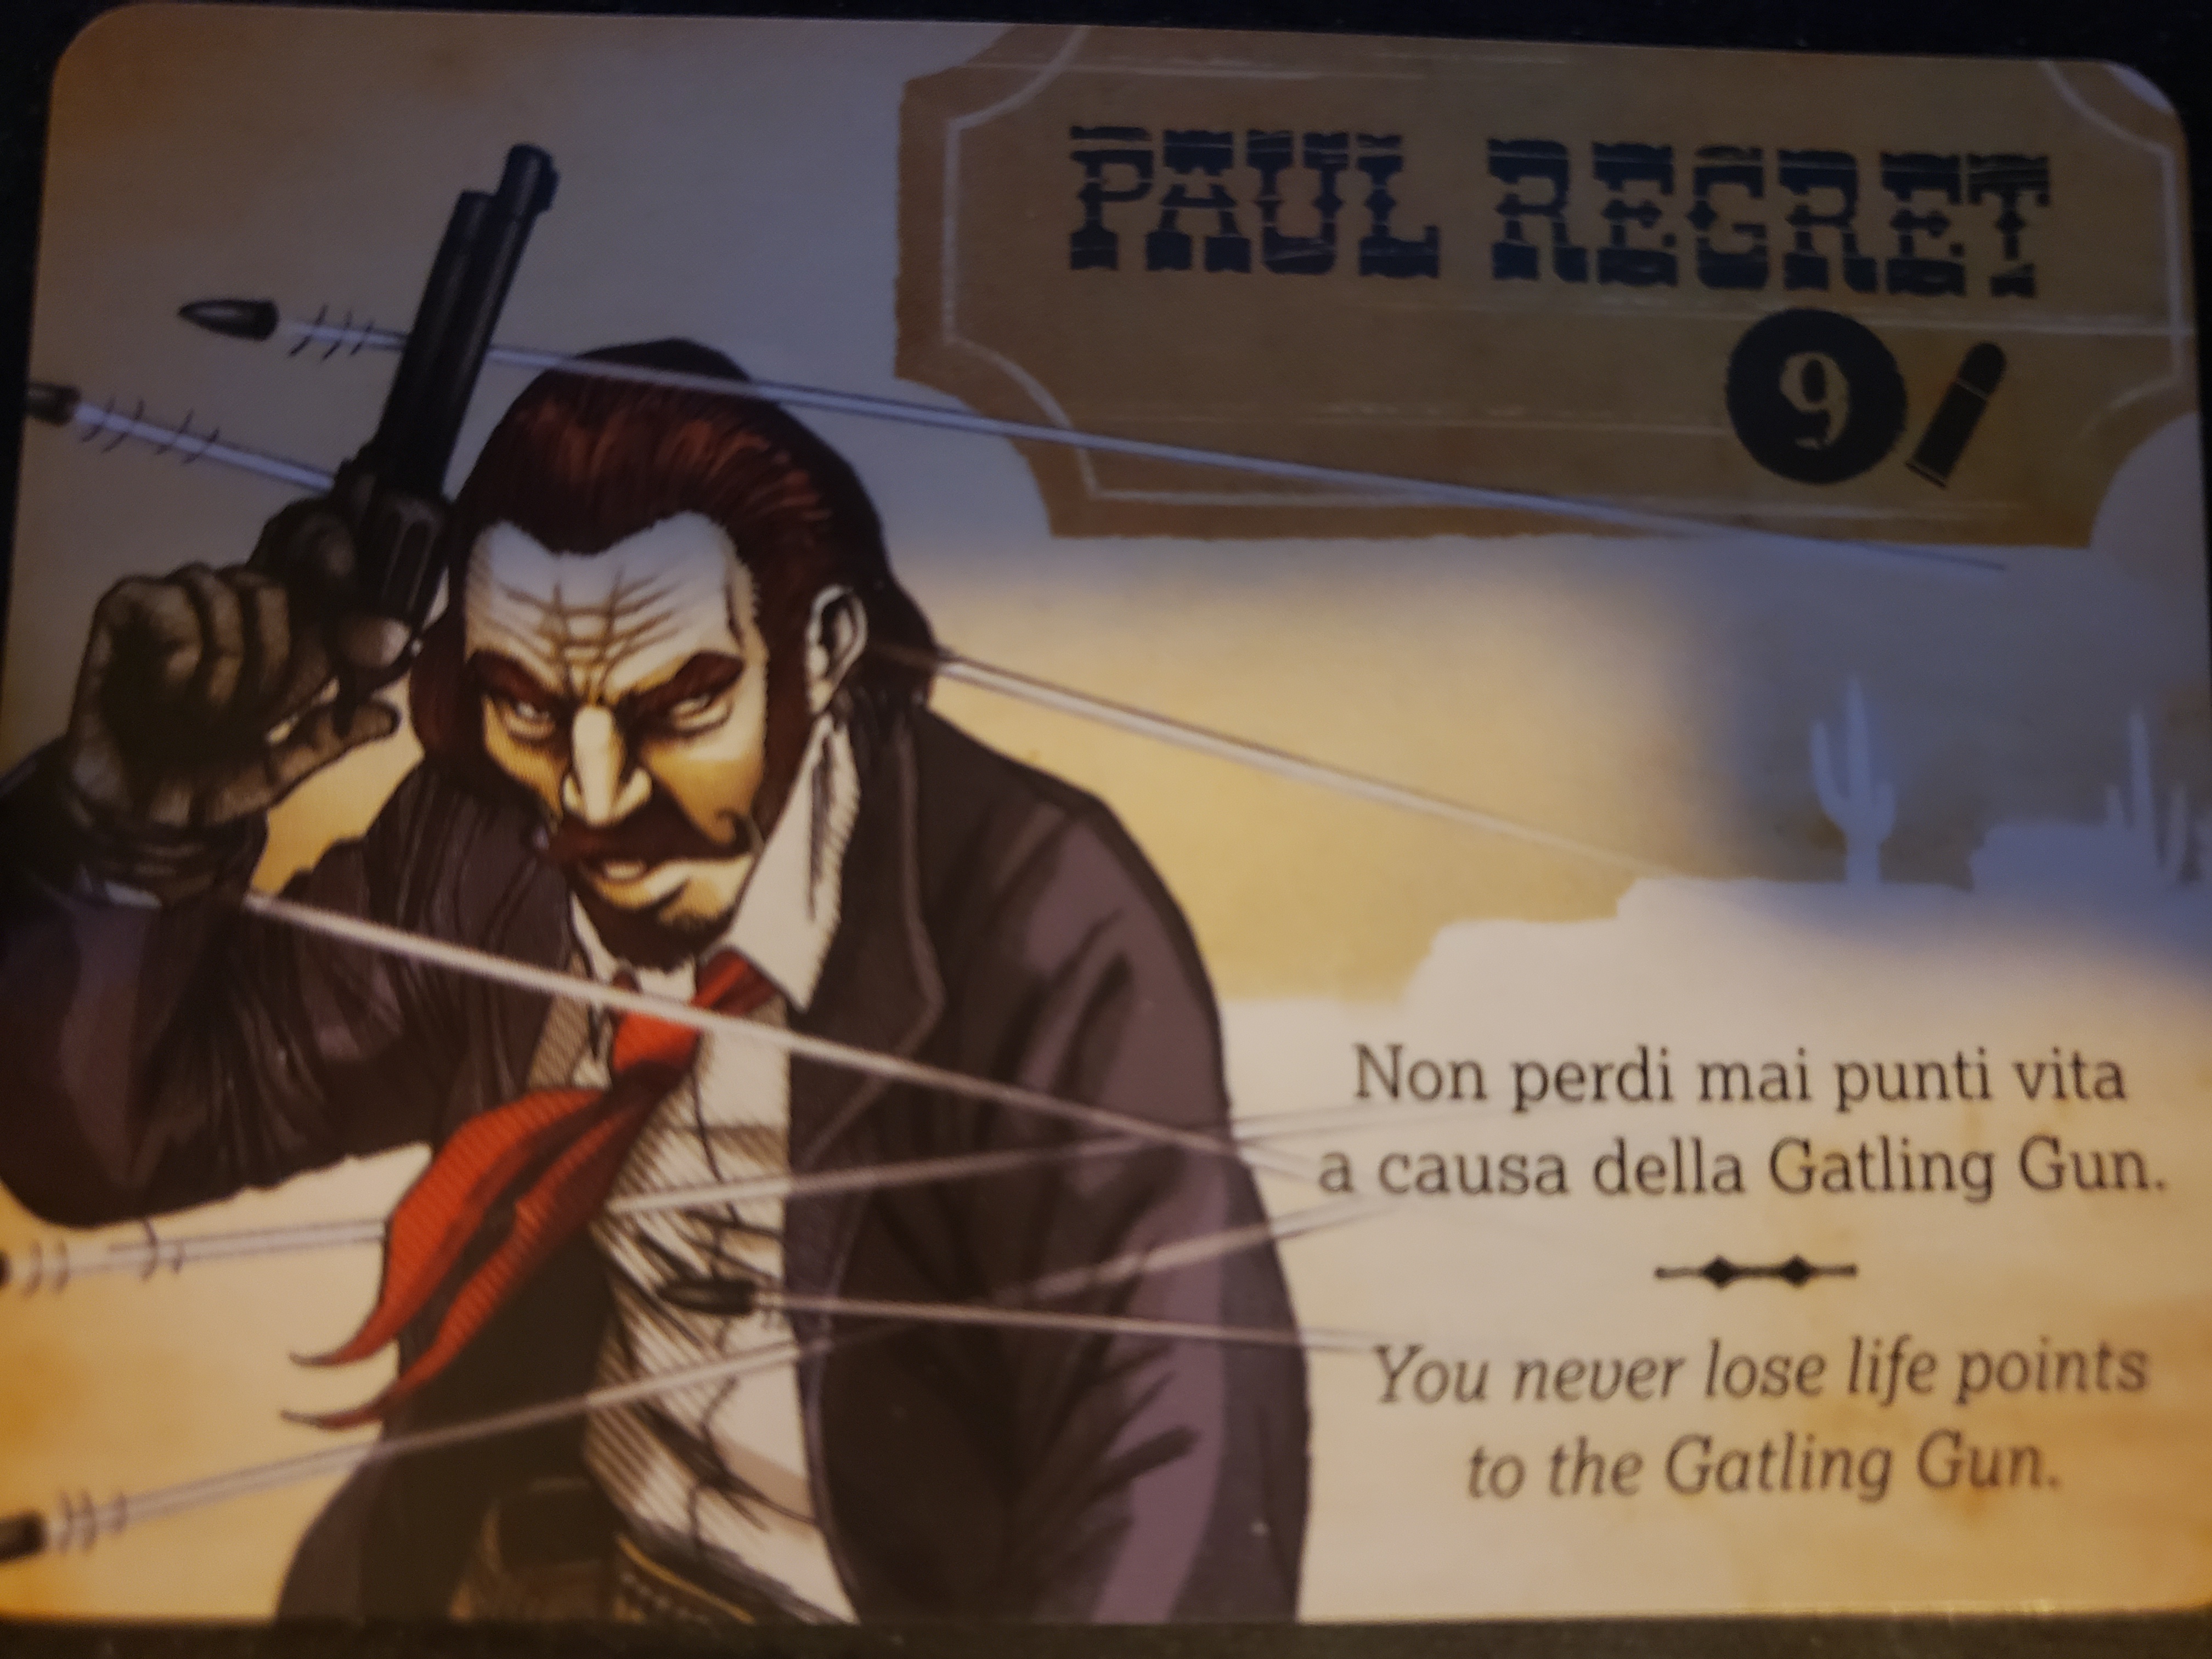 PAUL REGRET
9
Non perdi mai punti vita
a causa della Gatling Gun.
You never lose life points
to the Gatling Gun.